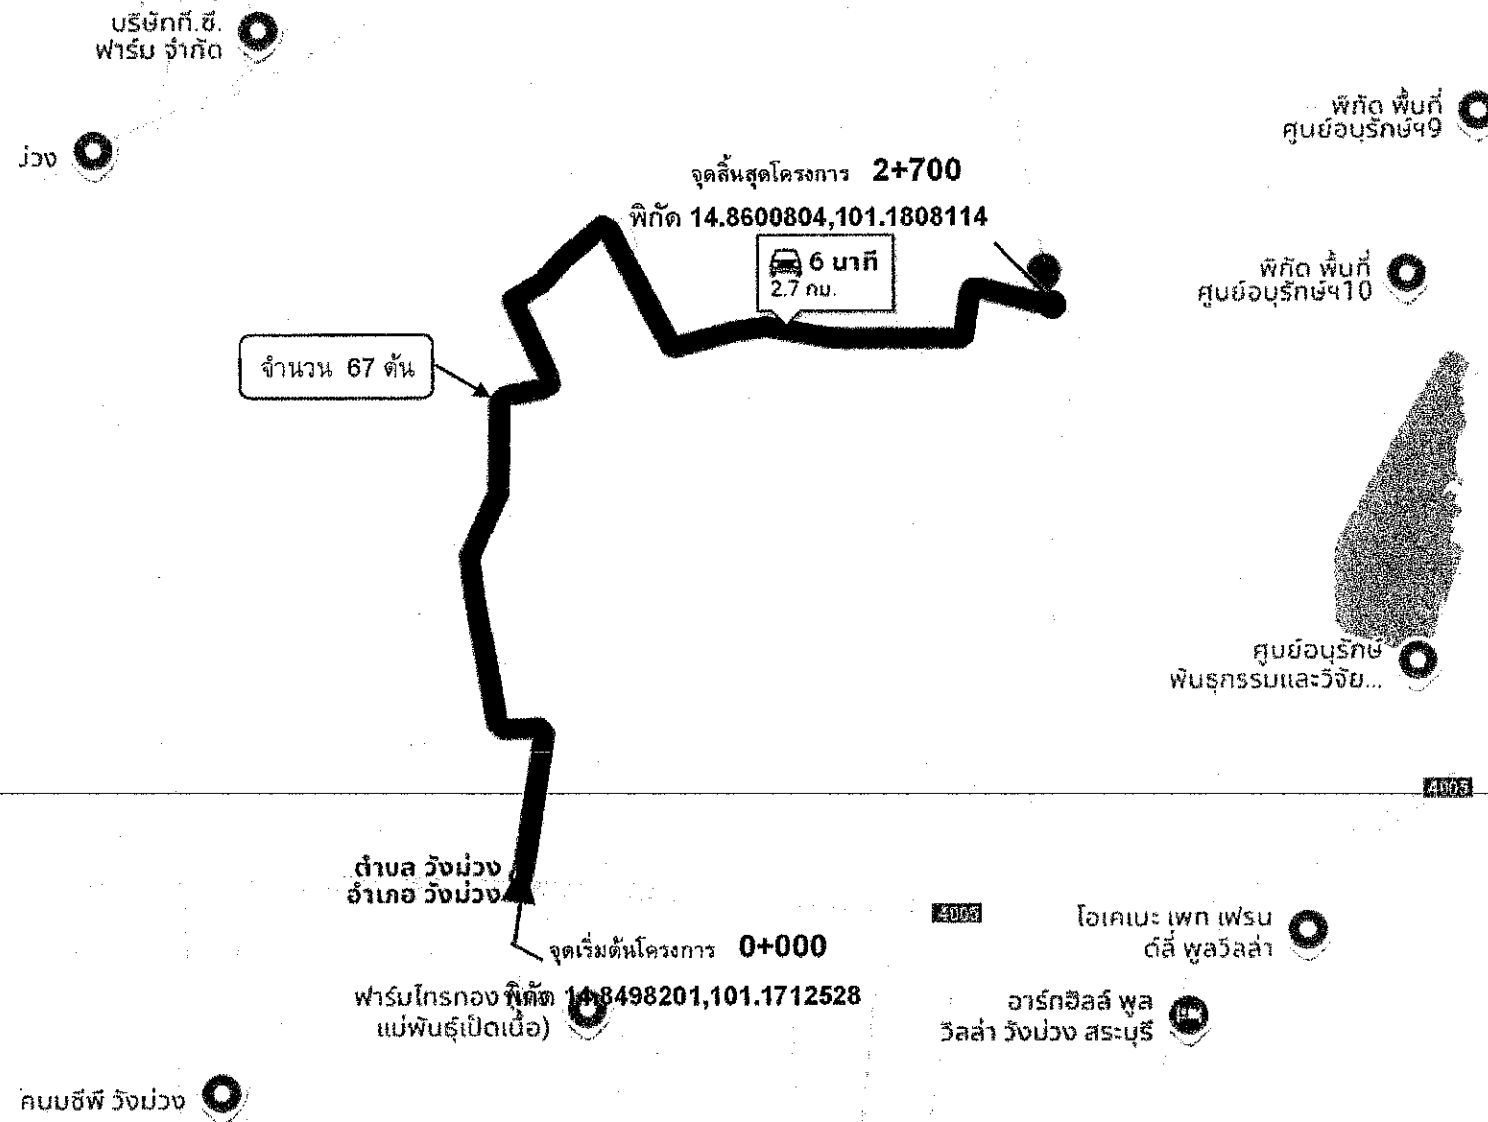 บริษัทที.ซี.
ฟาร์ม จำกัด
ม่วง
พิกัด พื้นที่
ศูนย์อนุรักษ์ฯ9
จุดสิ้นสุดโครงการ 2+700
พิกัด 14.8600804,101.1808114
6 นาที
2.7 กม.
พิกัด พื้นที่
ศูนย์อนุรักษ์ฯ10
จำนวน 67 ต้น
ศูนย์อนุรักษ์
พันธุกรรมและวิจัย...
4005
ตำบล วังม่วง
อำเภอ วังม่วง
4005
โอเคเบะ เพท เฟรน
ด์ลี่ พูลวิลล่า
จุดเริ่มต้นโครงการ 0+000
พิกัด 14.8498201,101.1712528
ฟาร์มไทรทอง
แม่พันธุ์เป็ดเนื้อ)
อาร์กฮิลล์ พูล
วิลล่า วังม่วง สระบุรี
คนมซีพี วังม่วง